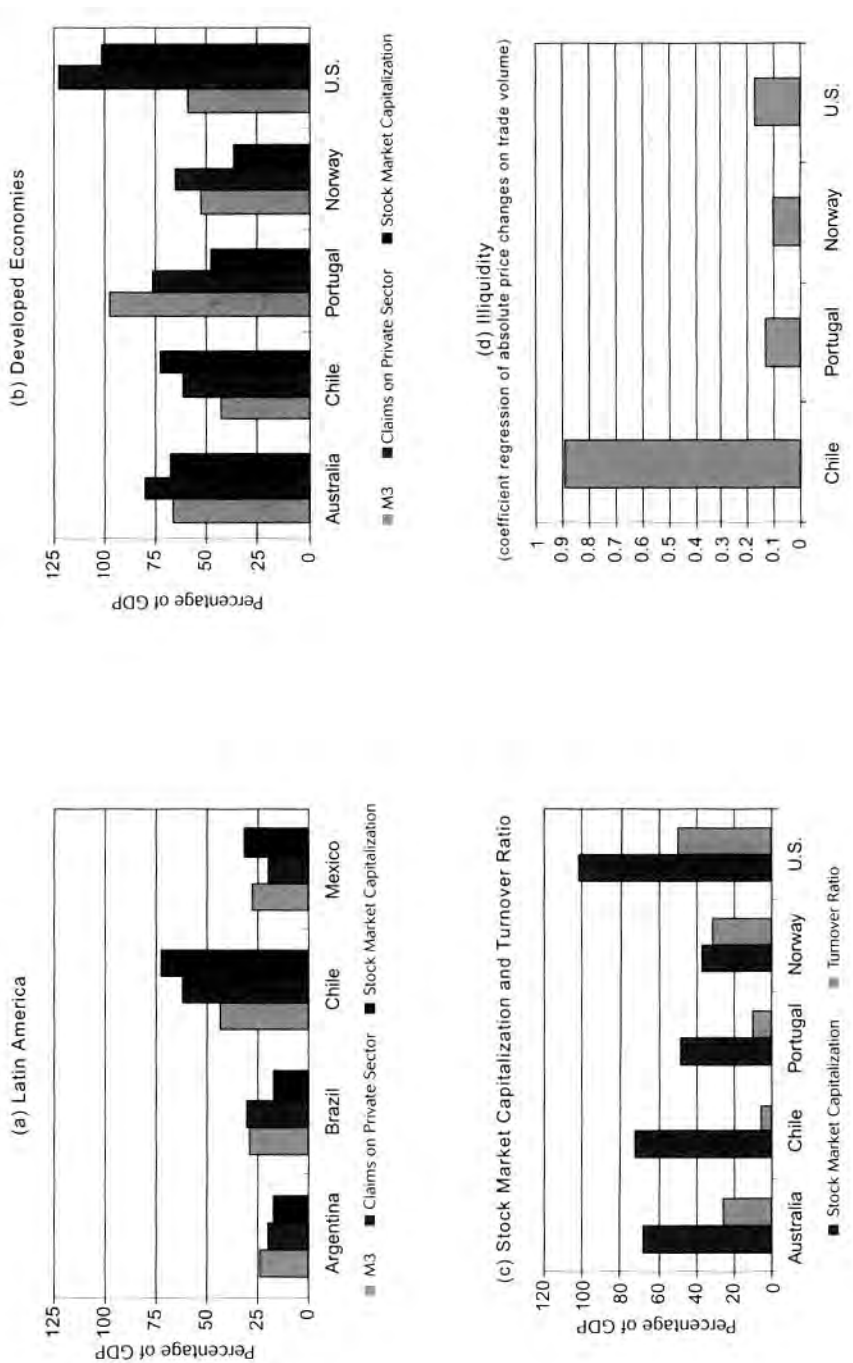 (a) Latin America
125
100
75
50
25
0
Percentage of GDP
Argentina Brazil Chile Mexico
M3 Claims on Private Sector Stock Market Capitalization
(b) Developed Economies
125
100
75
50
25
0
Percentage of GDP
Australia Chile Portugal Norway U.S.
M3 Claims on Private Sector Stock Market Capitalization
(c) Stock Market Capitalization and Turnover Ratio
120
100
80
60
40
20
0
Percentage of GDP
Australia Chile Portugal Norway U.S.
Stock Market Capitalization Turnover Ratio
(d) Illiquidity
(coefficient regression of absolute price changes on trade volume)
1
0.9
0.8
0.7
0.6
0.5
0.4
0.3
0.2
0.1
0
Chile Portugal Norway U.S.